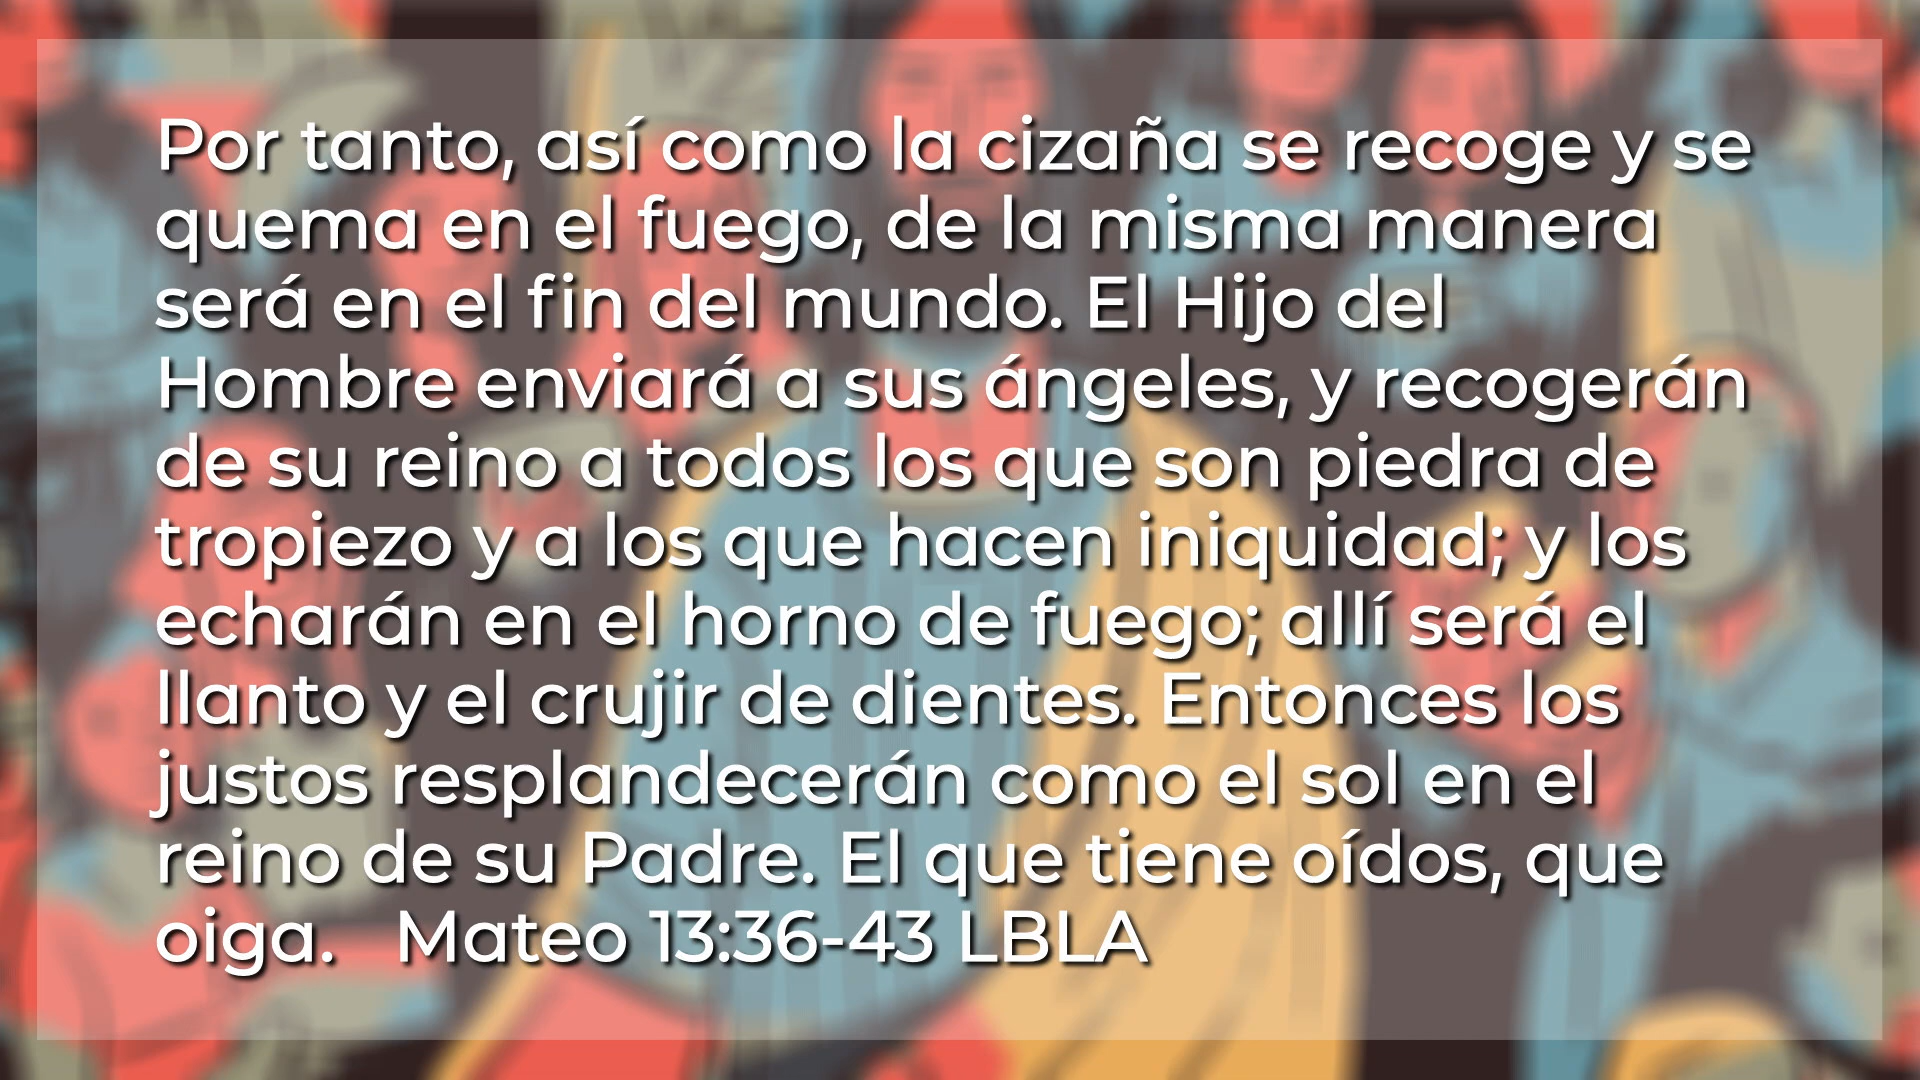 Por tanto, así como la cizaña se recoge y se
quema en el fuego, de la misma manera
será en el fin del mundo. El Hijo del
Hombre enviará a sus ángeles, y recogerán
de su reino a todos los que son piedra de
tropiezo y a los que hacen iniquidad; y los
echarán en el horno de fuego; allí será el
llanto y el crujir de dientes. Entonces los
justos resplandecerán como el sol en el
reino de su Padre. El que tiene oídos, que
oiga.   Mateo 13:36-43 LBLA